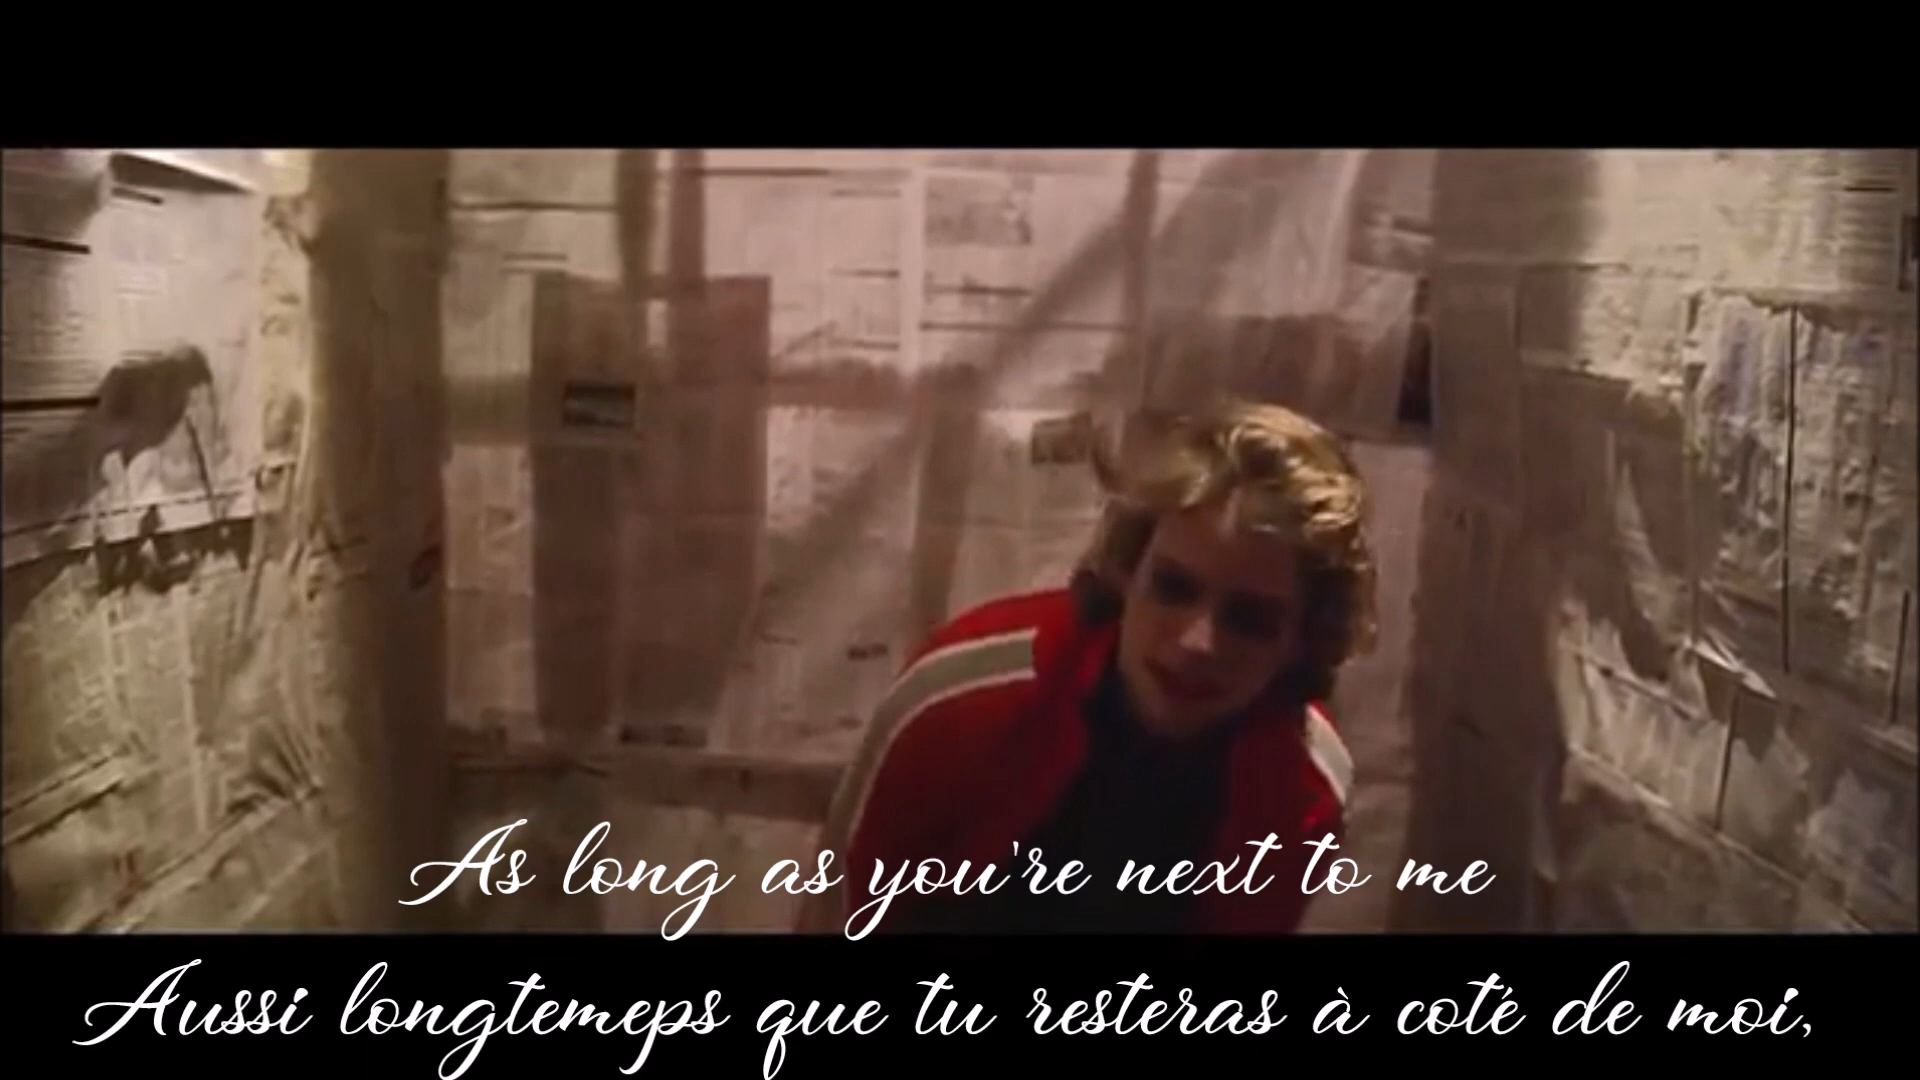 As long as you're next to me
Aussi longtemeps que tu resteras à coté de moi,